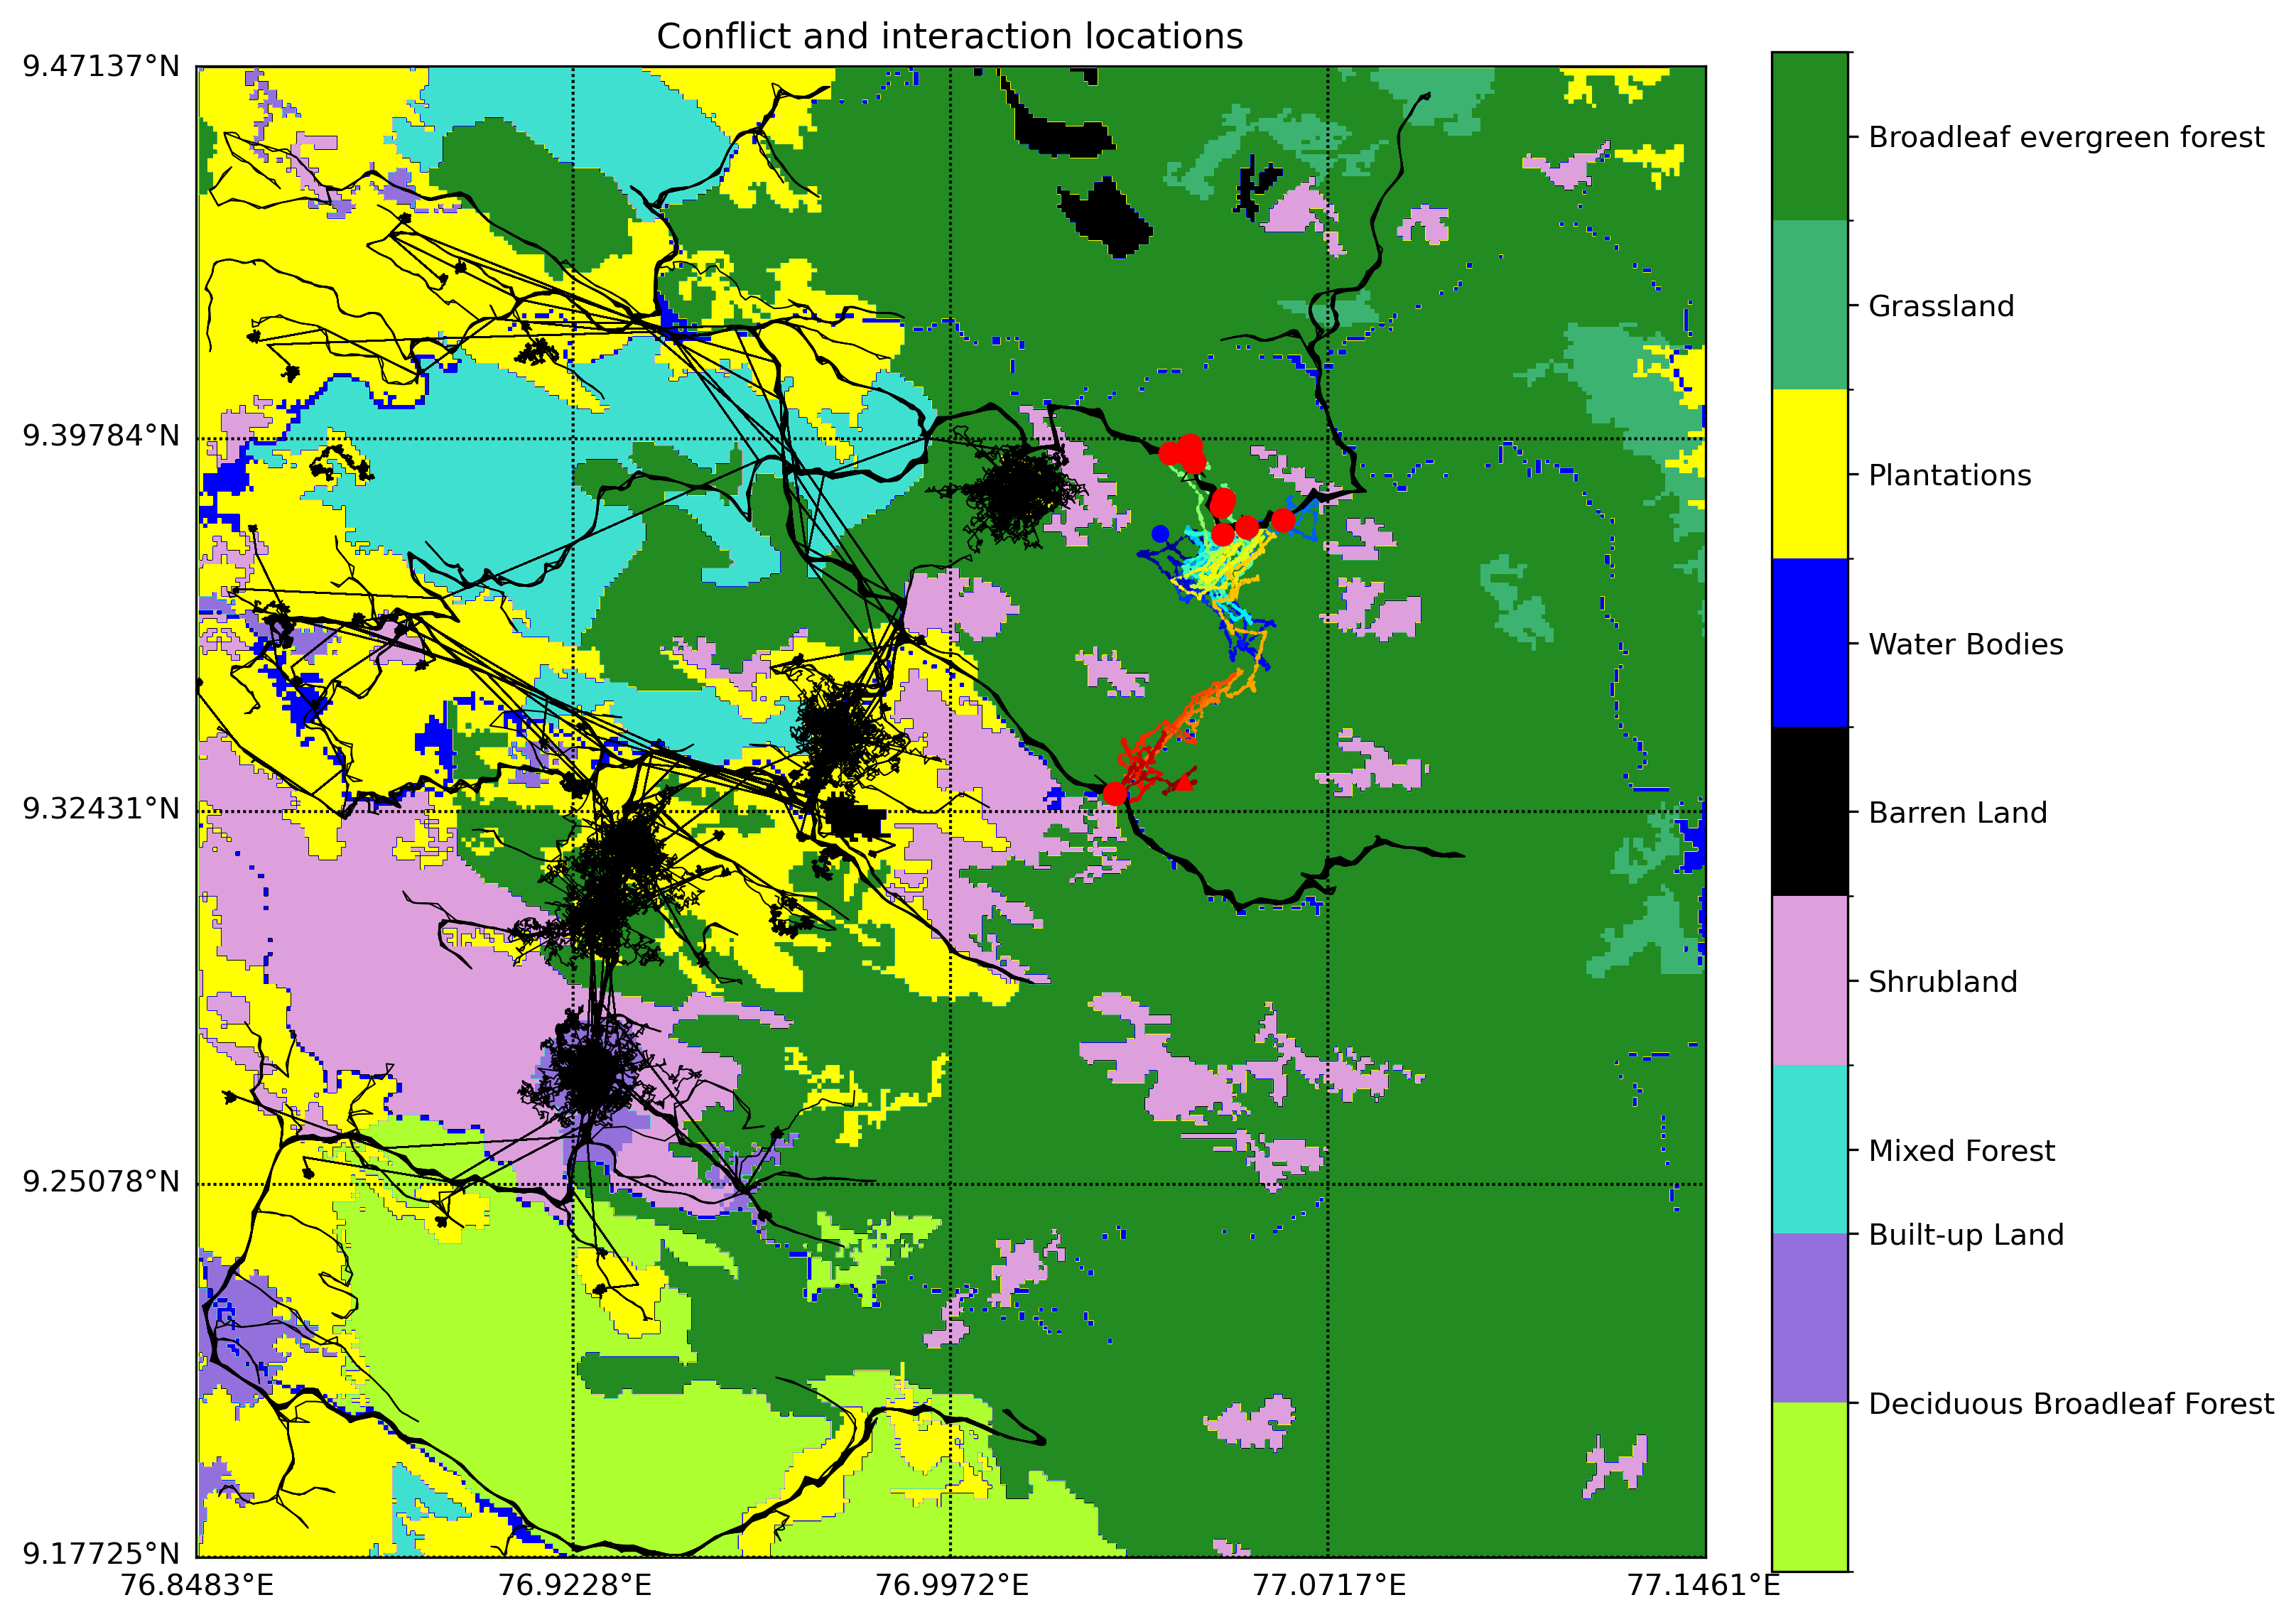 Conflict and interaction locations
9.47137°N
9.39784°N
9.32431°N
9.25078°N
9.17725°N
76.8483°E
76.9228°E
76.9972°E
77.0717°E
77.1461°E
Broadleaf evergreen forest
Grassland
Plantations
Water Bodies
Barren Land
Shrubland
Mixed Forest
Built-up Land
Deciduous Broadleaf Forest